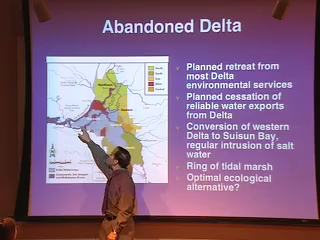 Abandoned Delta
Planned retreat from
most Delta
environmental services
Planned cessation of
reliable water exports
from Delta
Conversion of western
Delta to Suisun Bay,
regular intrusion of salt
water
Ring of tidal marsh
Optimal ecological
alternative?